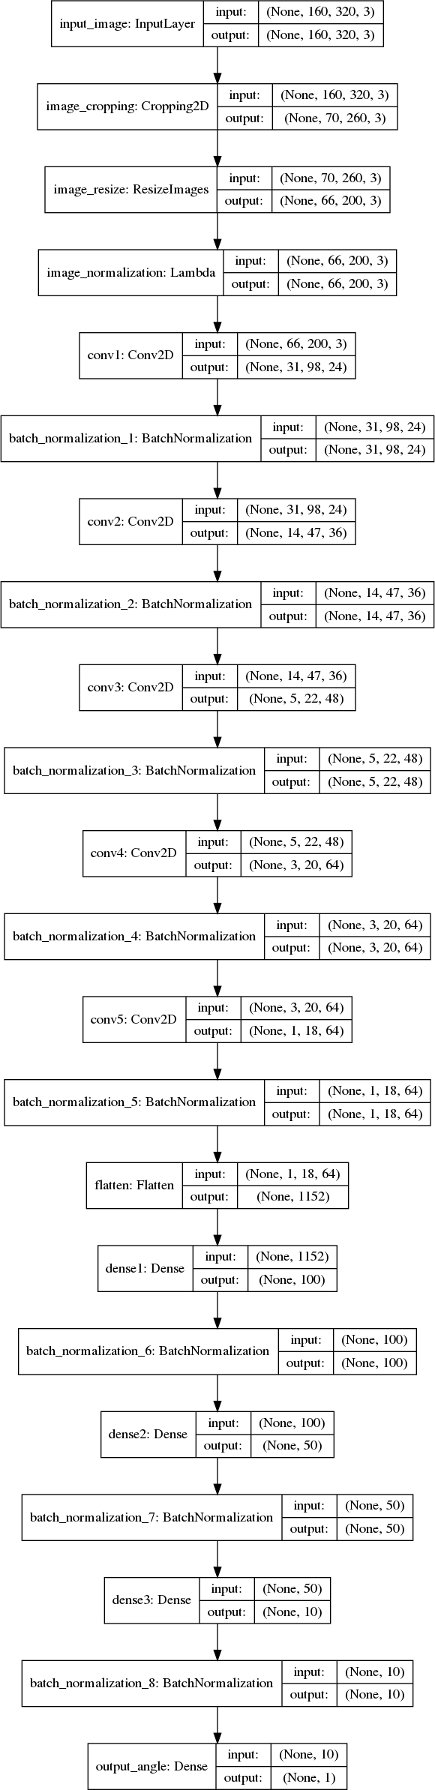 input_image: InputLayer
input: (None, 160, 320, 3)
output: (None, 160, 320, 3)
image_cropping: Cropping2D
input: (None, 160, 320, 3)
output: (None, 70, 260, 3)
image_resize: ResizeImages
input: (None, 70, 260, 3)
output: (None, 66, 200, 3)
image_normalization: Lambda
input: (None, 66, 200, 3)
output: (None, 66, 200, 3)
conv1: Conv2D
input: (None, 66, 200, 3)
output: (None, 31, 98, 24)
batch_normalization_1: BatchNormalization
input: (None, 31, 98, 24)
output: (None, 31, 98, 24)
conv2: Conv2D
input: (None, 31, 98, 24)
output: (None, 14, 47, 36)
batch_normalization_2: BatchNormalization
input: (None, 14, 47, 36)
output: (None, 14, 47, 36)
conv3: Conv2D
input: (None, 14, 47, 36)
output: (None, 5, 22, 48)
batch_normalization_3: BatchNormalization
input: (None, 5, 22, 48)
output: (None, 5, 22, 48)
conv4: Conv2D
input: (None, 5, 22, 48)
output: (None, 3, 20, 64)
batch_normalization_4: BatchNormalization
input: (None, 3, 20, 64)
output: (None, 3, 20, 64)
conv5: Conv2D
input: (None, 3, 20, 64)
output: (None, 1, 18, 64)
batch_normalization_5: BatchNormalization
input: (None, 1, 18, 64)
output: (None, 1, 18, 64)
flatten: Flatten
input: (None, 1, 18, 64)
output: (None, 1152)
dense1: Dense
input: (None, 1152)
output: (None, 100)
batch_normalization_6: BatchNormalization
input: (None, 100)
output: (None, 100)
dense2: Dense
input: (None, 100)
output: (None, 50)
batch_normalization_7: BatchNormalization
input: (None, 50)
output: (None, 50)
dense3: Dense
input: (None, 50)
output: (None, 10)
batch_normalization_8: BatchNormalization
input: (None, 10)
output: (None, 10)
output_angle: Dense
input: (None, 10)
output: (None, 1)